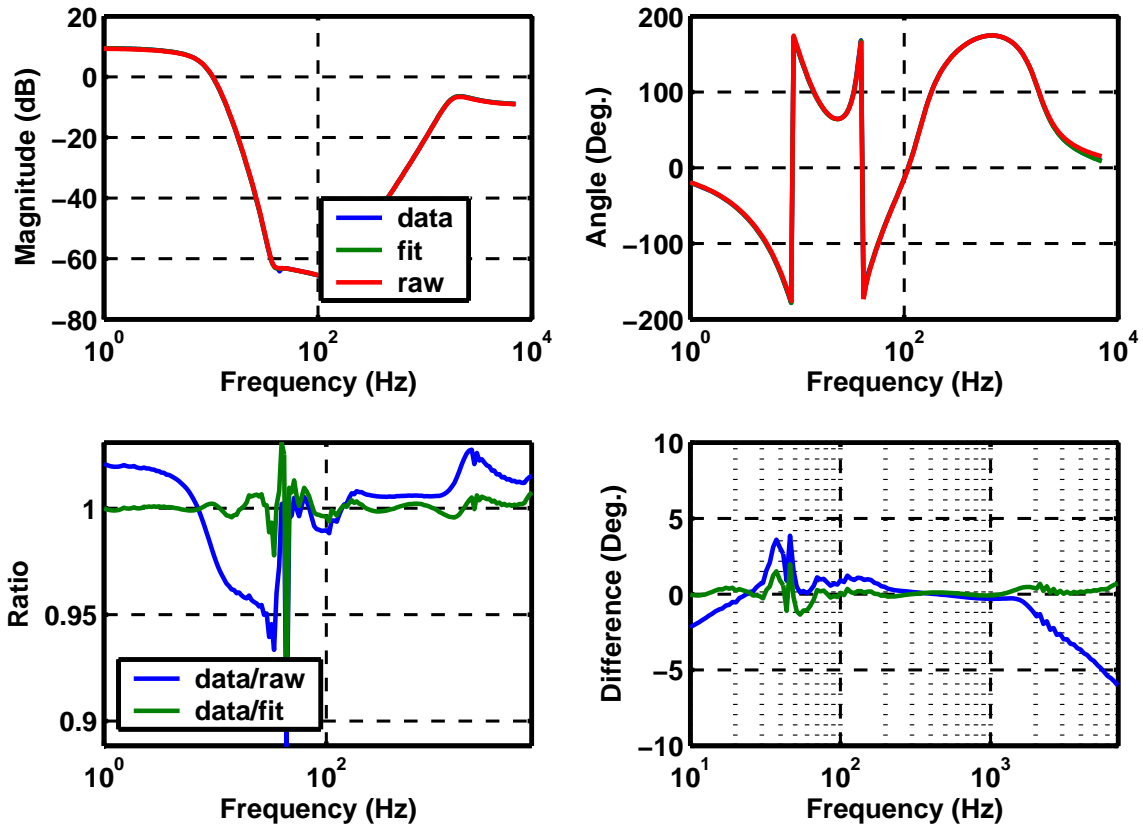 20
0
−20
−40
−60
−80
Magnitude (dB)
data
fit
raw
10^0
10^2
10^4
Frequency (Hz)
200
100
0
−100
−200
Angle (Deg.)
10^0
10^2
10^4
Frequency (Hz)
1
0.95
0.9
Ratio
data/raw
data/fit
10^0
10^2
Frequency (Hz)
10
5
0
−5
−10
Difference (Deg.)
10^1
10^2
10^3
Frequency (Hz)